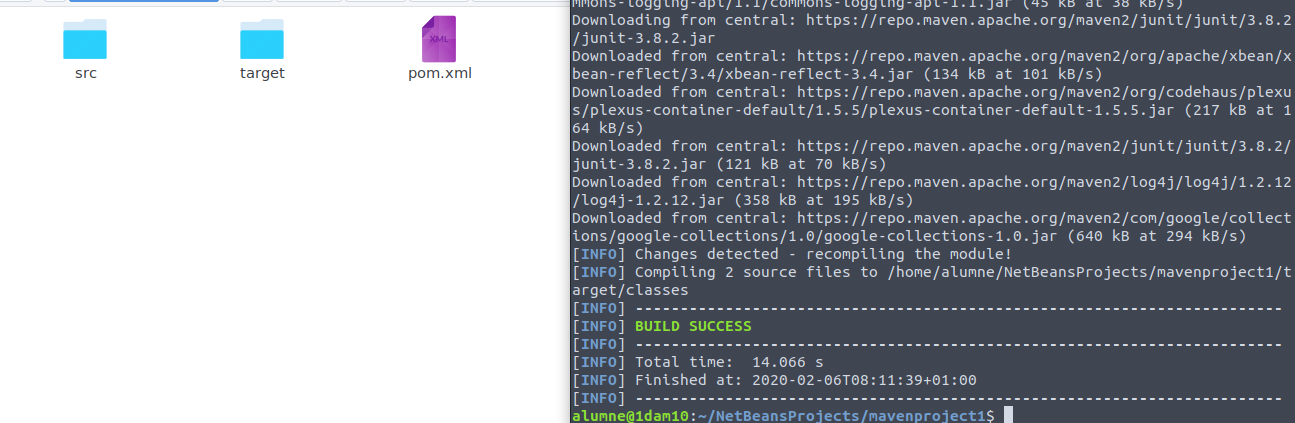 src
target
XML
pom.xml
mmons-logging-api/1.1/commons-logging-api-1.1.jar (45 kB at 38 kB/s)
Downloading from central: https://repo.maven.apache.org/maven2/junit/junit/3.8.2
/junit-3.8.2.jar
Downloaded from central: https://repo.maven.apache.org/maven2/org/apache/xbean/x
bean-reflect/3.4/xbean-reflect-3.4.jar (134 kB at 101 kB/s)
Downloaded from central: https://repo.maven.apache.org/maven2/org/codehaus/plexu
s/plexus-container-default/1.5.5/plexus-container-default-1.5.5.jar (217 kB at 1
64 kB/s)
Downloaded from central: https://repo.maven.apache.org/maven2/junit/junit/3.8.2/
junit-3.8.2.jar (121 kB at 70 kB/s)
Downloaded from central: https://repo.maven.apache.org/maven2/log4j/log4j/1.2.12
/log4j-1.2.12.jar (358 kB at 195 kB/s)
Downloaded from central: https://repo.maven.apache.org/maven2/com/google/collect
ions/google-collections/1.0/google-collections-1.0.jar (640 kB at 294 kB/s)
[INFO] Changes detected - recompiling the module!
[INFO] Compiling 2 source files to /home/alumne/NetBeansProjects/mavenproject1/t
arget/classes
[INFO] ------------------------------------------------------------------------
[INFO] BUILD SUCCESS
[INFO] ------------------------------------------------------------------------
[INFO] Total time:  14.066 s
[INFO] Finished at: 2020-02-06T08:11:39+01:00
[INFO] ------------------------------------------------------------------------
alumne@1dam10:~/NetBeansProjects/mavenproject1$